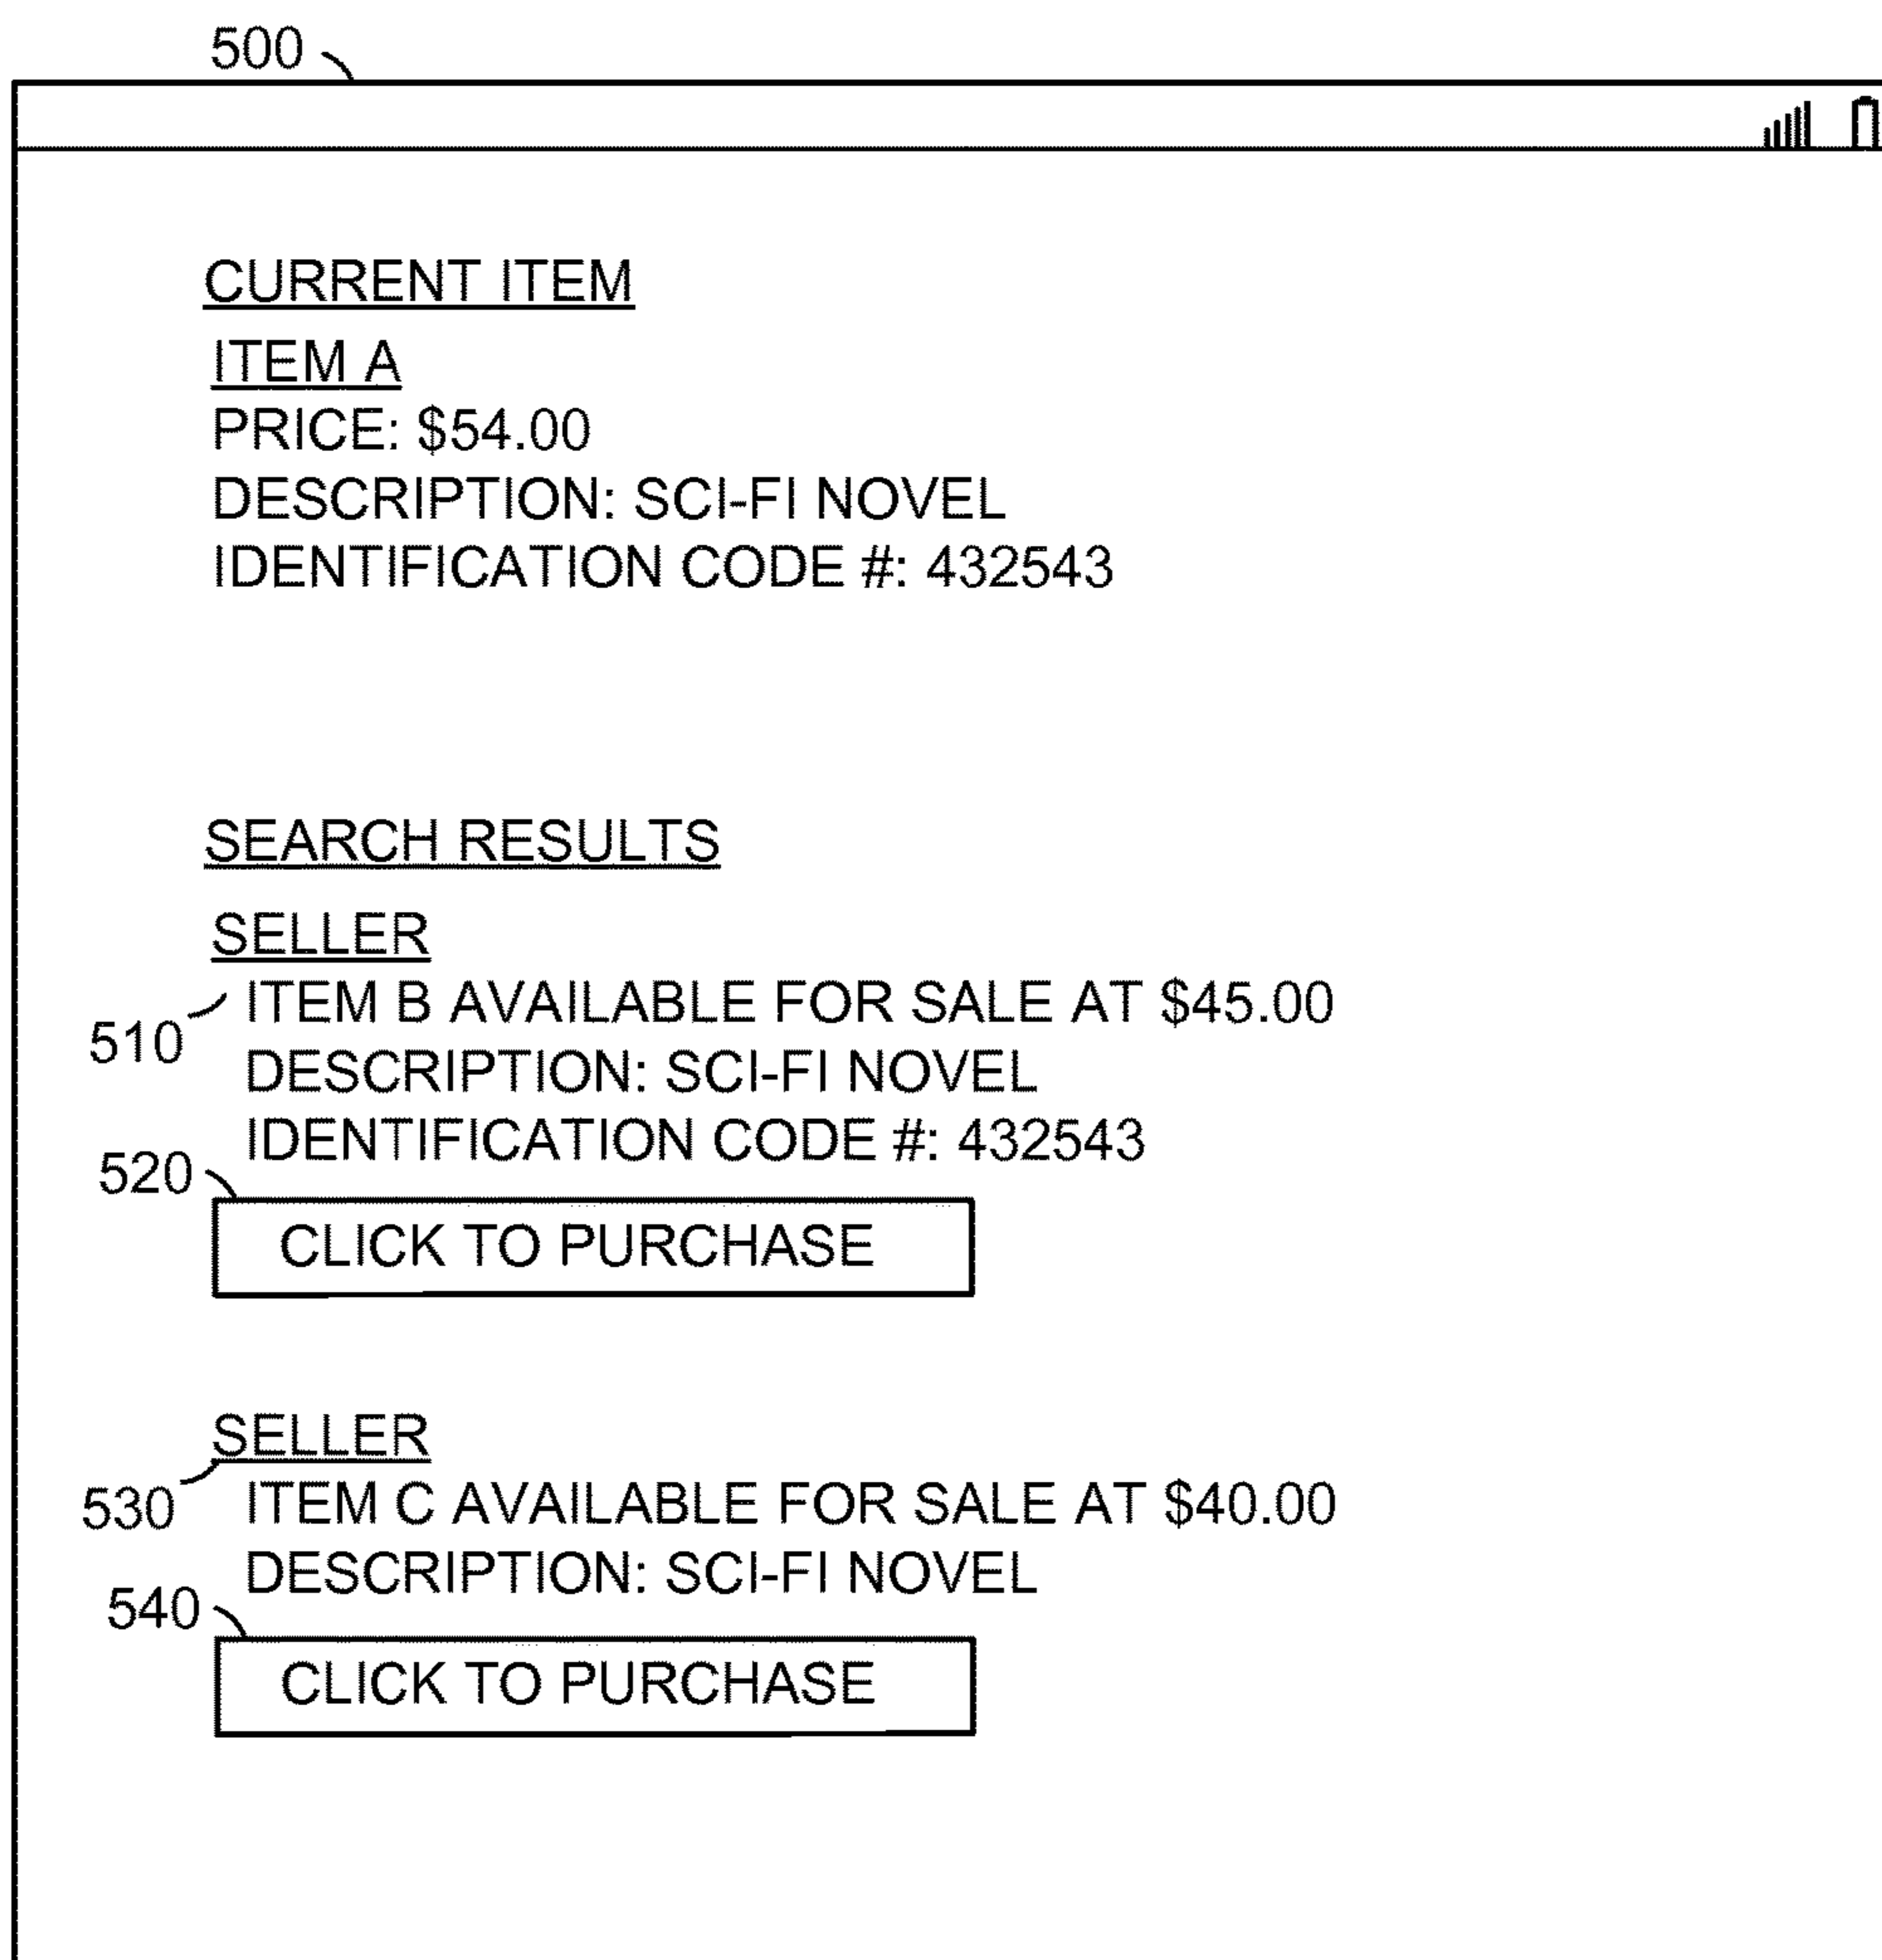 500
CURRENT ITEM
ITEM A
PRICE: $54.00
DESCRIPTION: SCI-FI NOVEL
IDENTIFICATION CODE #: 432543
SEARCH RESULTS
SELLER
510 ITEM B AVAILABLE FOR SALE AT $45.00
DESCRIPTION: SCI-FI NOVEL
IDENTIFICATION CODE #: 432543
520
CLICK TO PURCHASE
SELLER
530 ITEM C AVAILABLE FOR SALE AT $40.00
DESCRIPTION: SCI-FI NOVEL
540
CLICK TO PURCHASE